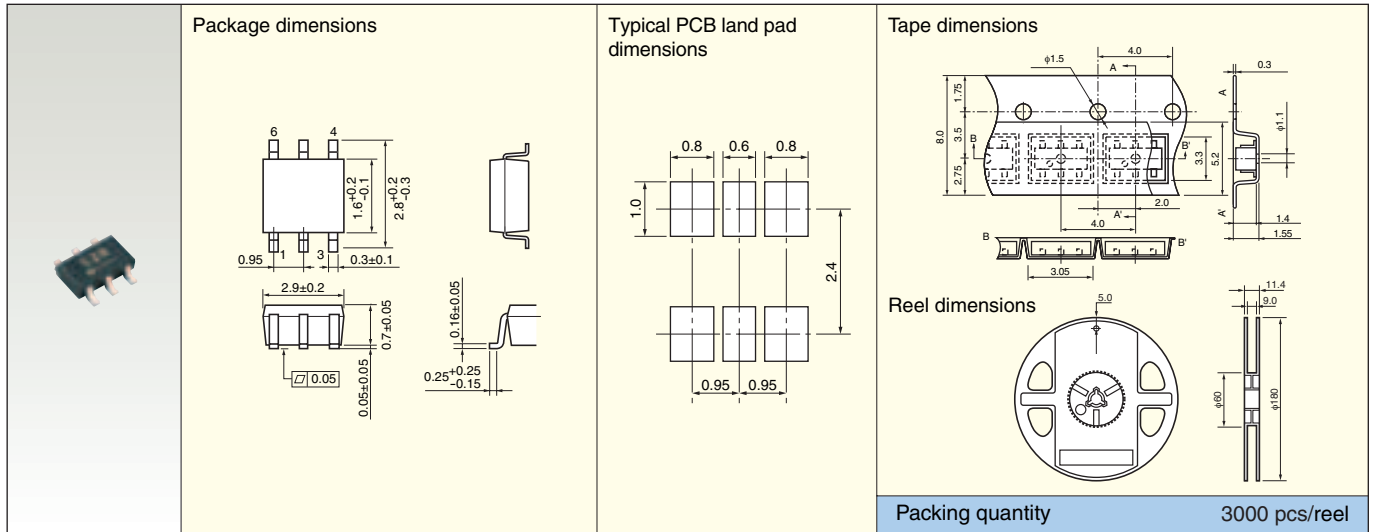 Package dimensions
6 4
1.6+0.2
-0.1
2.8+0.2
-0.3
1 3
0.95
0.3±0.1
2.9±0.2
0.7±0.05
0.05±0.05
0.05
0.16±0.05
0.25+0.25
-0.15
Typical PCB land pad
dimensions
0.8 0.6 0.8
1.0
2.4
0.95 0.95
Tape dimensions
4.0
φ1.5
A
0.3
8.0
1.75
3.5
2.75
B
B'
3.3
5.2
A
φ1.1
A'
2.0
4.0
A'
1.4
1.55
B
B'
3.05
Reel dimensions
5.0
11.4
9.0
φ60
φ180
Packing quantity 3000 pcs/reel